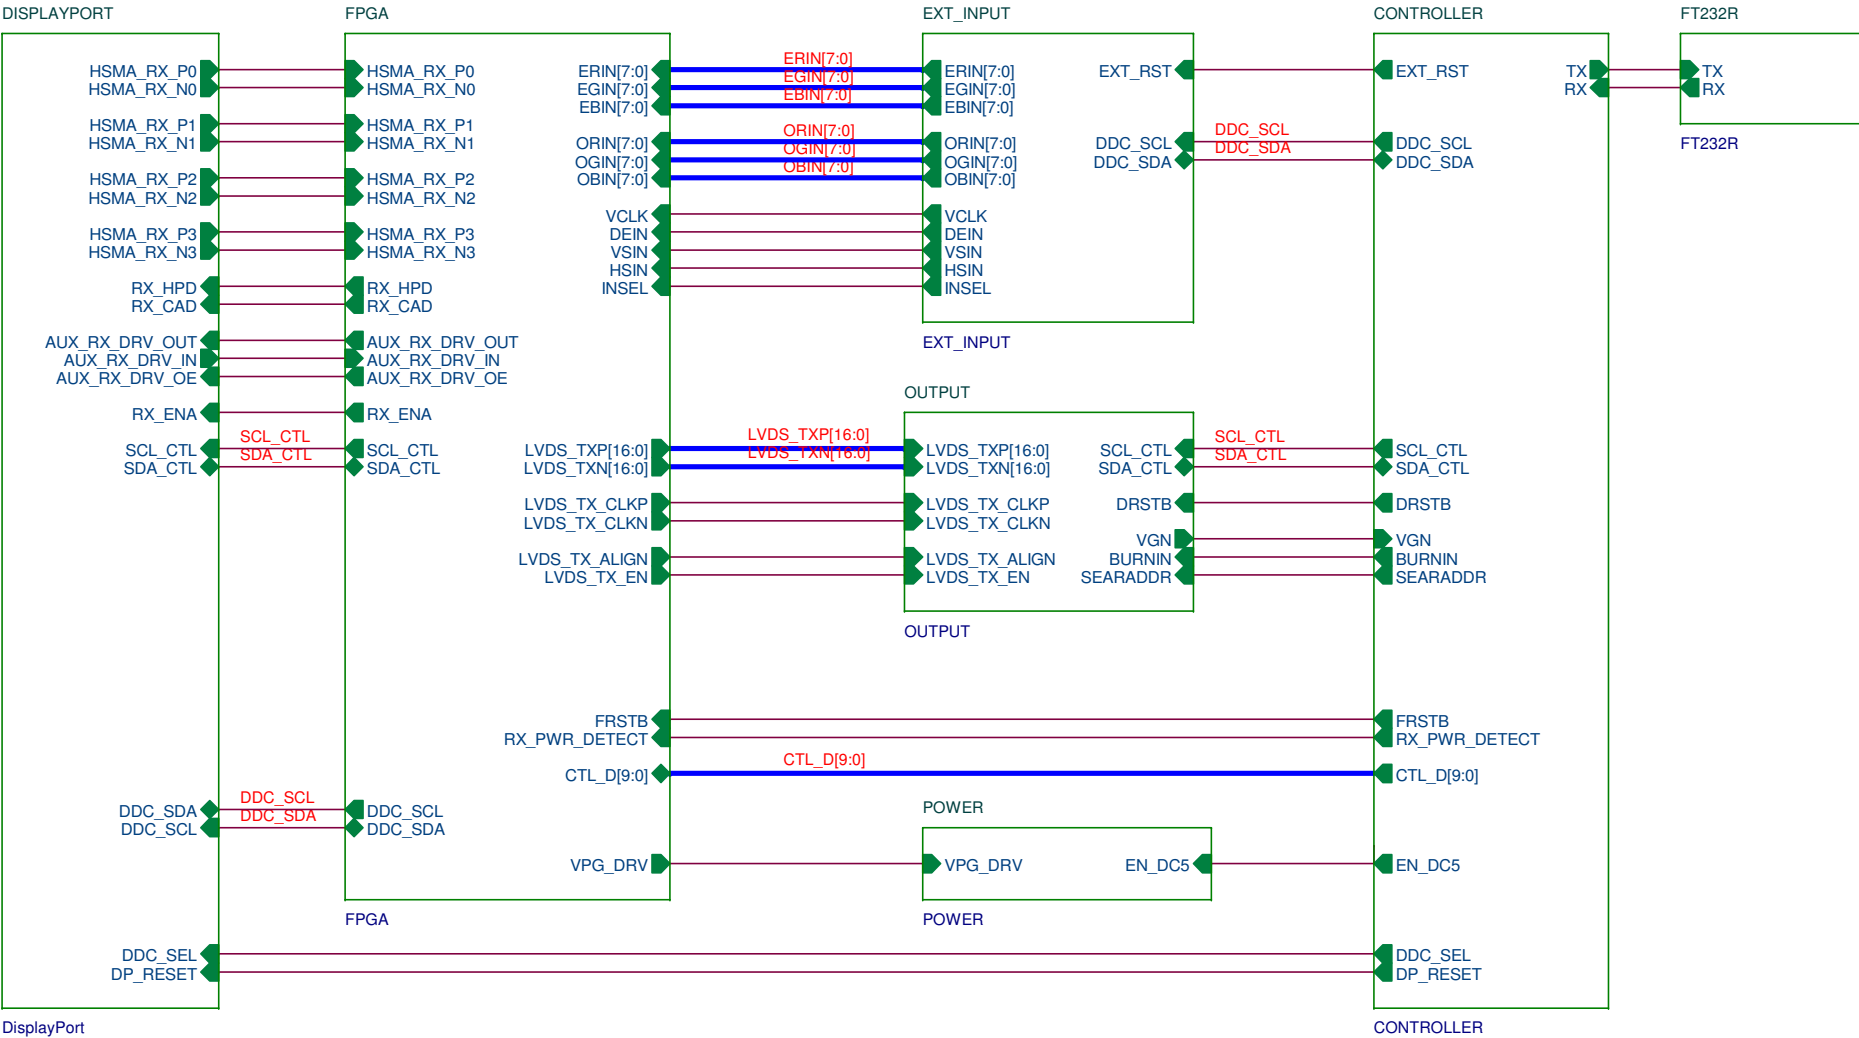 DISPLAYPORT
HSMA_RX_P0
HSMA_RX_N0
HSMA_RX_P1
HSMA_RX_N1
HSMA_RX_P2
HSMA_RX_N2
HSMA_RX_P3
HSMA_RX_N3
RX_HPD
RX_CAD
AUX_RX_DRV_OUT
AUX_RX_DRV_IN
AUX_RX_DRV_OE
RX_ENA
SCL_CTL
SDA_CTL
DDC_SDA
DDC_SCL
DDC_SEL
DP_RESET
DisplayPort
SCL_CTL
SDA_CTL
DDC_SCL
DDC_SDA
FPGA
HSMA_RX_P0
HSMA_RX_N0
HSMA_RX_P1
HSMA_RX_N1
HSMA_RX_P2
HSMA_RX_N2
HSMA_RX_P3
HSMA_RX_N3
RX_HPD
RX_CAD
AUX_RX_DRV_OUT
AUX_RX_DRV_IN
AUX_RX_DRV_OE
RX_ENA
SCL_CTL
SDA_CTL
DDC_SCL
DDC_SDA
ERIN[7:0]
EGIN[7:0]
EBIN[7:0]
ORIN[7:0]
OGIN[7:0]
OBIN[7:0]
VCLK
DEIN
VSIN
HSIN
INSEL
LVDS_TXP[16:0]
LVDS_TXN[16:0]
LVDS_TX_CLKP
LVDS_TX_CLKN
LVDS_TX_ALIGN
LVDS_TX_EN
FRSTB
RX_PWR_DETECT
CTL_D[9:0]
VPG_DRV
FPGA
ERIN[7:0]
EGIN[7:0]
EBIN[7:0]
ORIN[7:0]
OGIN[7:0]
OBIN[7:0]
LVDS_TXP[16:0]
LVDS_TXN[16:0]
CTL_D[9:0]
EXT_INPUT
ERIN[7:0]
EGIN[7:0]
EBIN[7:0]
ORIN[7:0]
OGIN[7:0]
OBIN[7:0]
VCLK
DEIN
VSIN
HSIN
INSEL
EXT_RST
DDC_SCL
DDC_SDA
EXT_INPUT
OUTPUT
LVDS_TXP[16:0]
LVDS_TXN[16:0]
LVDS_TX_CLKP
LVDS_TX_CLKN
LVDS_TX_ALIGN
LVDS_TX_EN
SCL_CTL
SDA_CTL
DRSTB
VGN
BURNIN
SEARADDR
OUTPUT
POWER
VPG_DRV
EN_DC5
POWER
DDC_SCL
DDC_SDA
SCL_CTL
SDA_CTL
CONTROLLER
EXT_RST
DDC_SCL
DDC_SDA
SCL_CTL
SDA_CTL
DRSTB
VGN
BURNIN
SEARADDR
FRSTB
RX_PWR_DETECT
CTL_D[9:0]
EN_DC5
DDC_SEL
DP_RESET
TX
RX
CONTROLLER
FT232R
TX
RX
FT232R